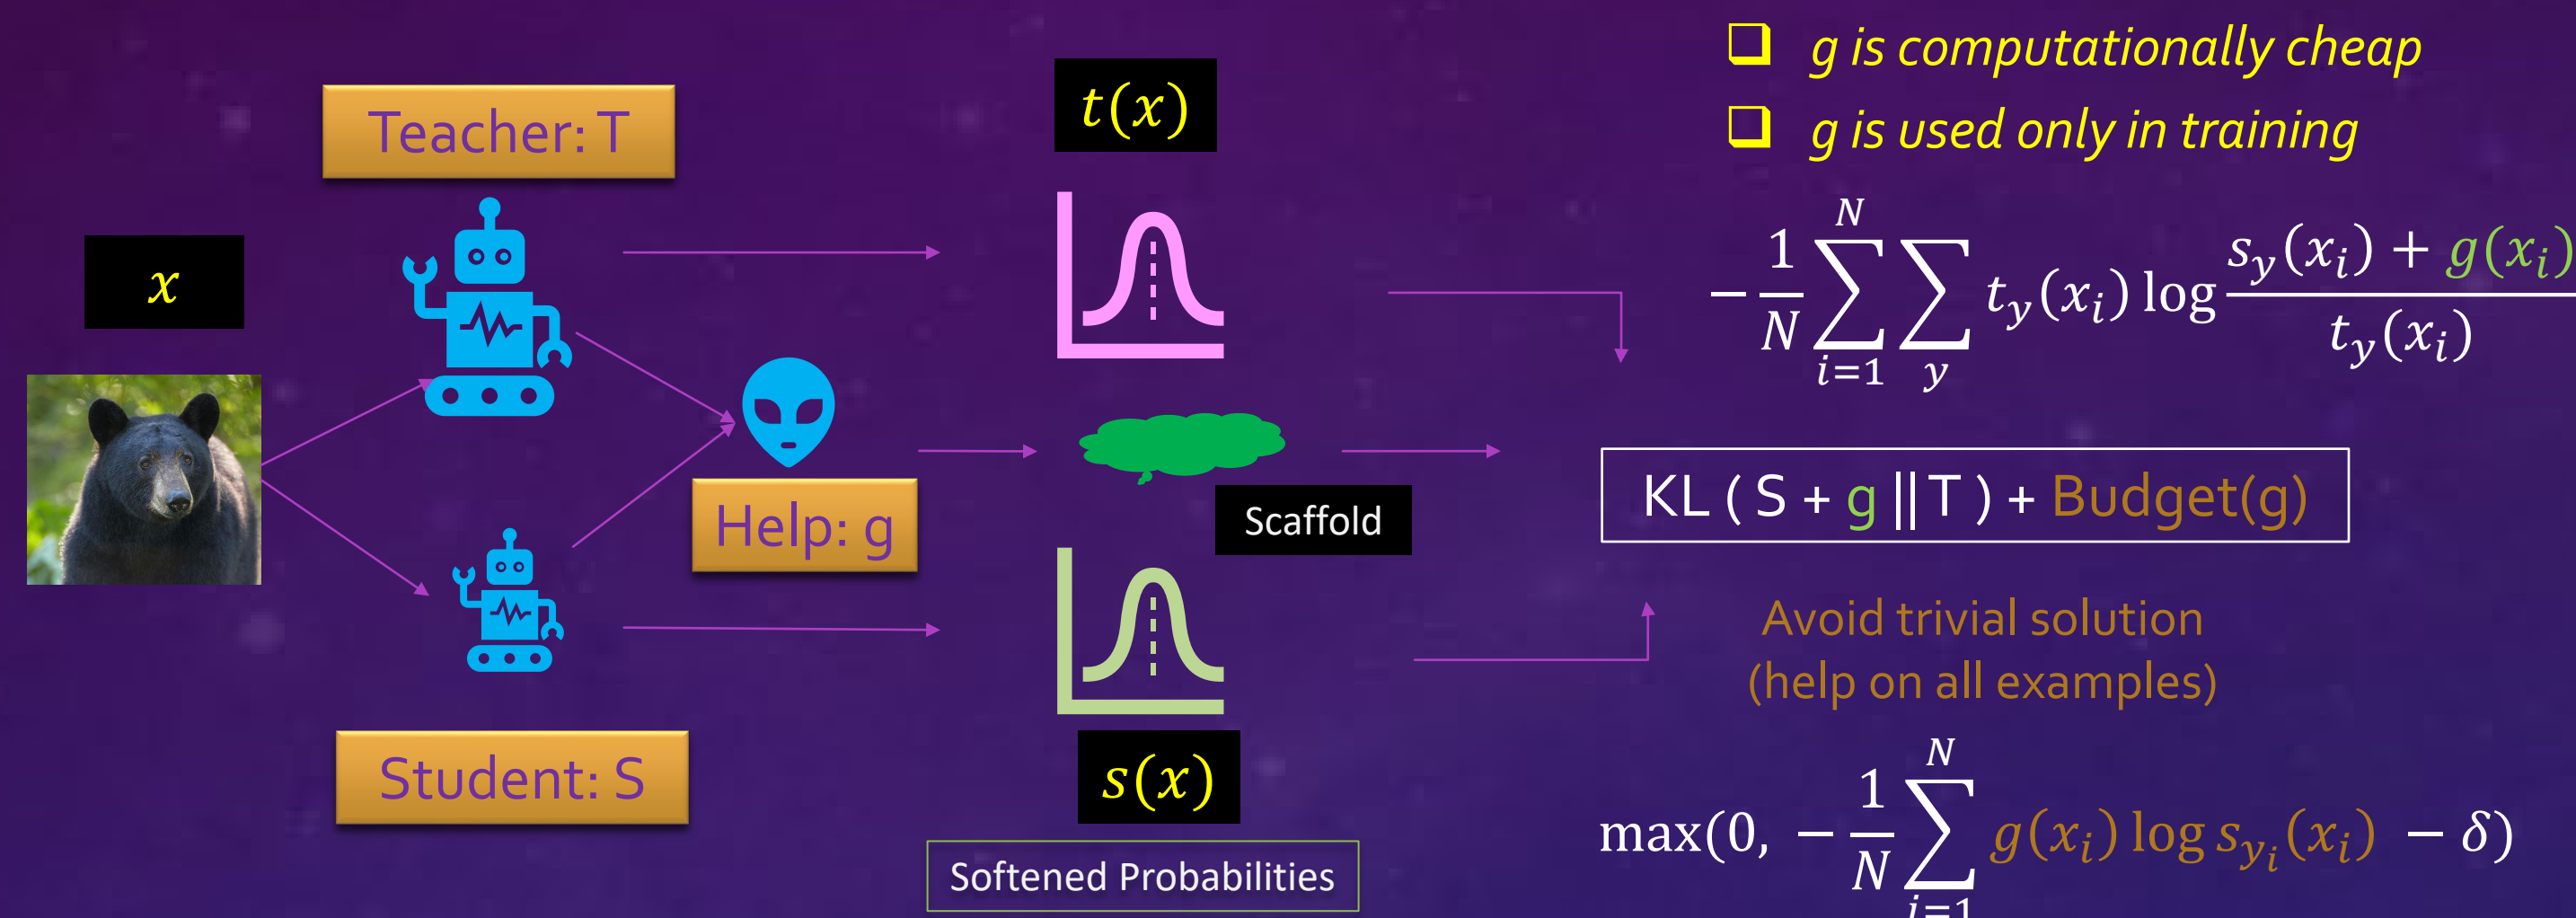 Teacher: T
x
Help: g
Student: S
t(x)
Scaffold
s(x)
Softened Probabilities
❑ g is computationally cheap
❑ g is used only in training
− 1/N ∑_{i=1}^{N} ∑_y t_y(x_i) log (s_y(x_i) + g(x_i)) / t_y(x_i)
KL ( S + g || T ) + Budget(g)
Avoid trivial solution
(help on all examples)
max(0, − 1/N ∑_{i=1}^{N} g(x_i) log s_{y_i}(x_i) − δ)